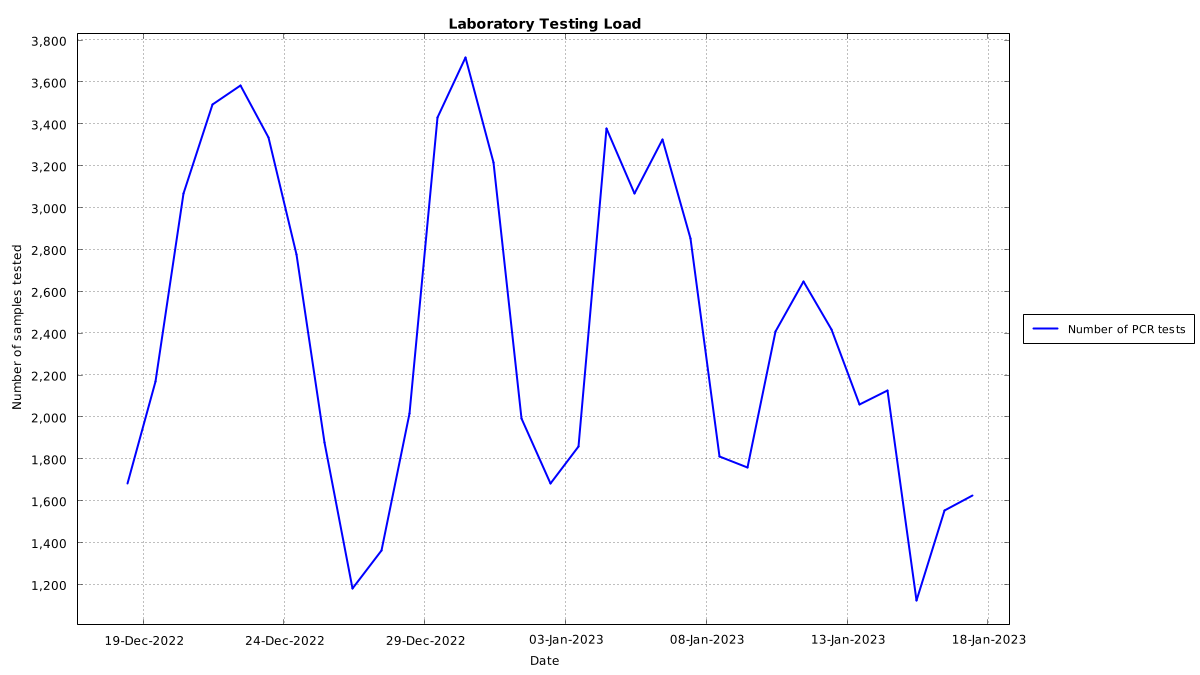 Laboratory Testing Load
3,800
3,600
3,400
3,200
3,000
2,800
2,600
2,400
2,200
2,000
1,800
1,600
1,400
1,200
Number of samples tested
19-Dec-2022
24-Dec-2022
29-Dec-2022
03-Jan-2023
08-Jan-2023
13-Jan-2023
18-Jan-2023
Date
Number of PCR tests